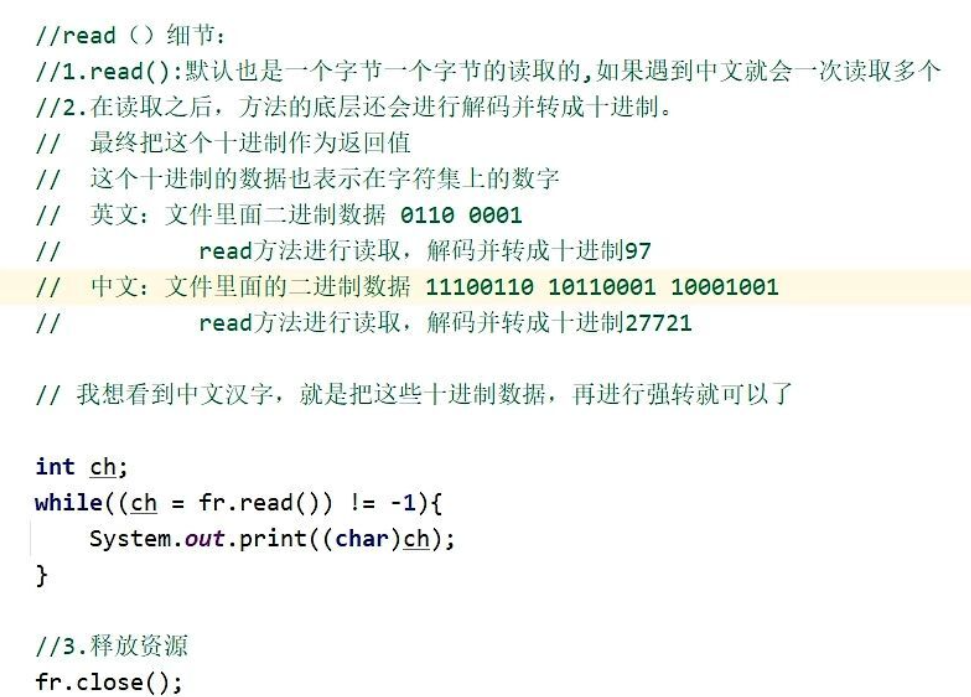 //read（）细节：
//1.read():默认也是一个字节一个字节的读取的,如果遇到中文就会一次读取多个
//2.在读取之后，方法的底层还会进行解码并转成十进制。
//  最终把这个十进制作为返回值
//  这个十进制的数据也表示在字符集上的数字
//  英文：文件里面二进制数据 0110 0001
//          read方法进行读取，解码并转成十进制97
//  中文：文件里面的二进制数据 11100110 10110001 10001001
//          read方法进行读取，解码并转成十进制27721
// 我想看到中文汉字，就是把这些十进制数据，再进行强转就可以了
int ch;
while((ch = fr.read()) != -1){
    System.out.print((char)ch);
}
//3.释放资源
fr.close();